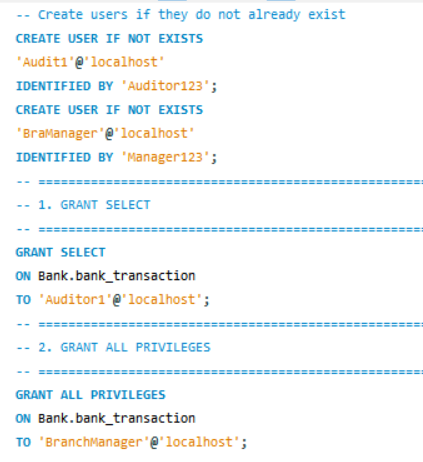 -- Create users if they do not already exist
CREATE USER IF NOT EXISTS
'Audit1'@'localhost'
IDENTIFIED BY 'Auditor123';
CREATE USER IF NOT EXISTS
'BraManager'@'localhost'
IDENTIFIED BY 'Manager123';
-- ====================================================
-- 1. GRANT SELECT
-- ====================================================
GRANT SELECT
ON Bank.bank_transaction
TO 'Auditor1'@'localhost';
-- ====================================================
-- 2. GRANT ALL PRIVILEGES
-- ====================================================
GRANT ALL PRIVILEGES
ON Bank.bank_transaction
TO 'BranchManager'@'localhost';